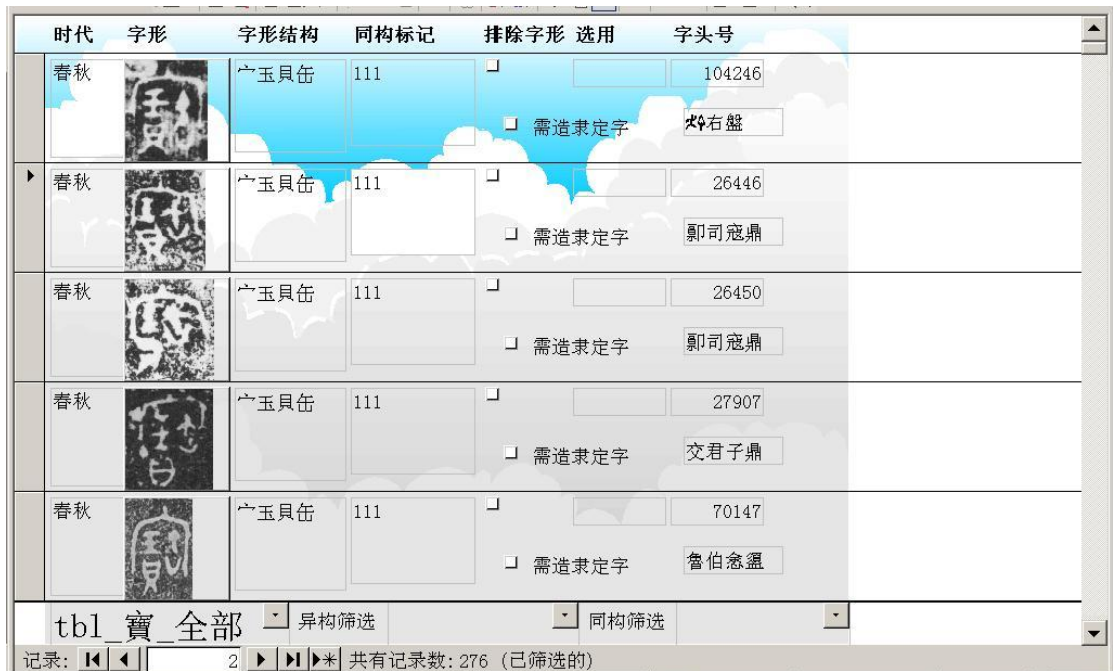 时代 字形 字形结构 同构标记 排除字形 选用 字头号
春秋 宀玉貝缶 111 104246
需造隶定字 右盤
春秋 宀玉貝缶 111 26446
需造隶定字 司寇鼎
春秋 宀玉貝缶 111 26450
需造隶定字 司寇鼎
春秋 宀玉貝缶 111 27907
需造隶定字 交君子鼎
春秋 宀玉貝缶 111 70147
需造隶定字 魯伯悆盨
tbl_寶_全部 异构筛选 同构筛选
记录: 2 共有记录数: 276 (已筛选的)